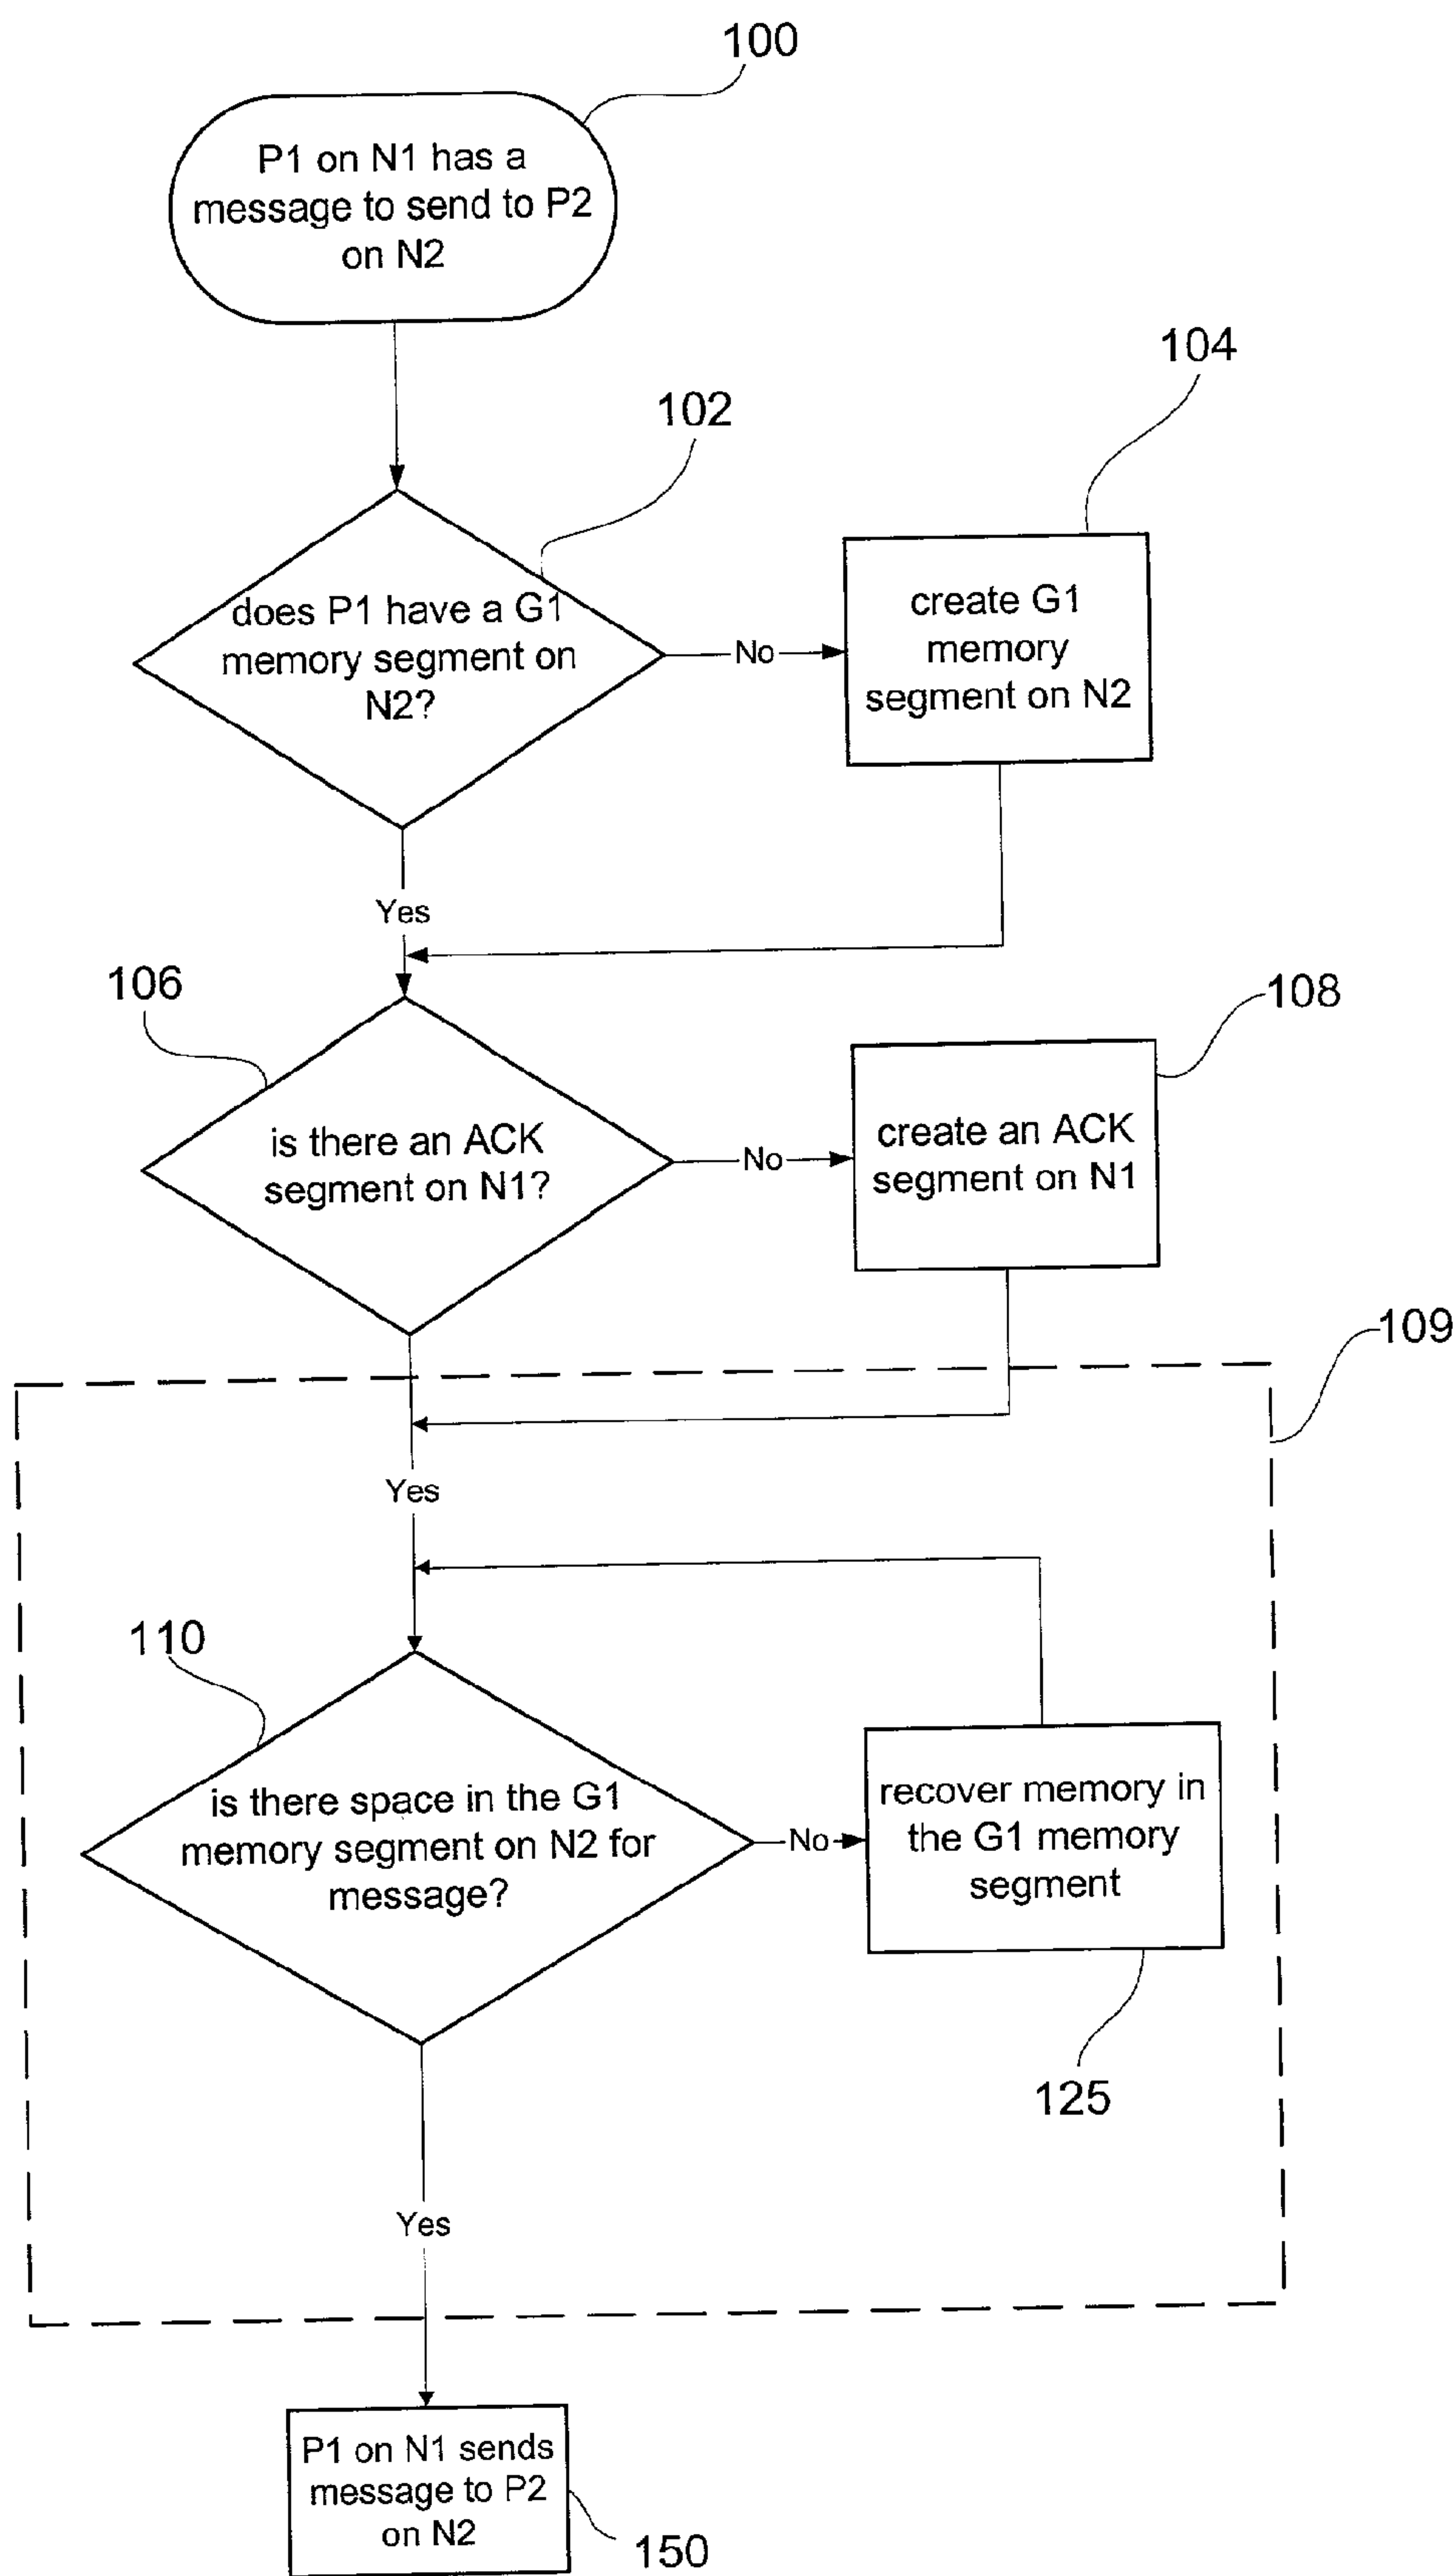 100
P1 on N1 has a
message to send to P2
on N2
104
102
does P1 have a G1
memory segment on
N2?
No
create G1
memory
segment on N2
Yes
106
108
is there an ACK
segment on N1?
No
create an ACK
segment on N1
109
Yes
110
is there space in the G1
memory segment on N2 for
message?
No
recover memory in
the G1 memory
segment
125
Yes
P1 on N1 sends
message to P2
on N2
150